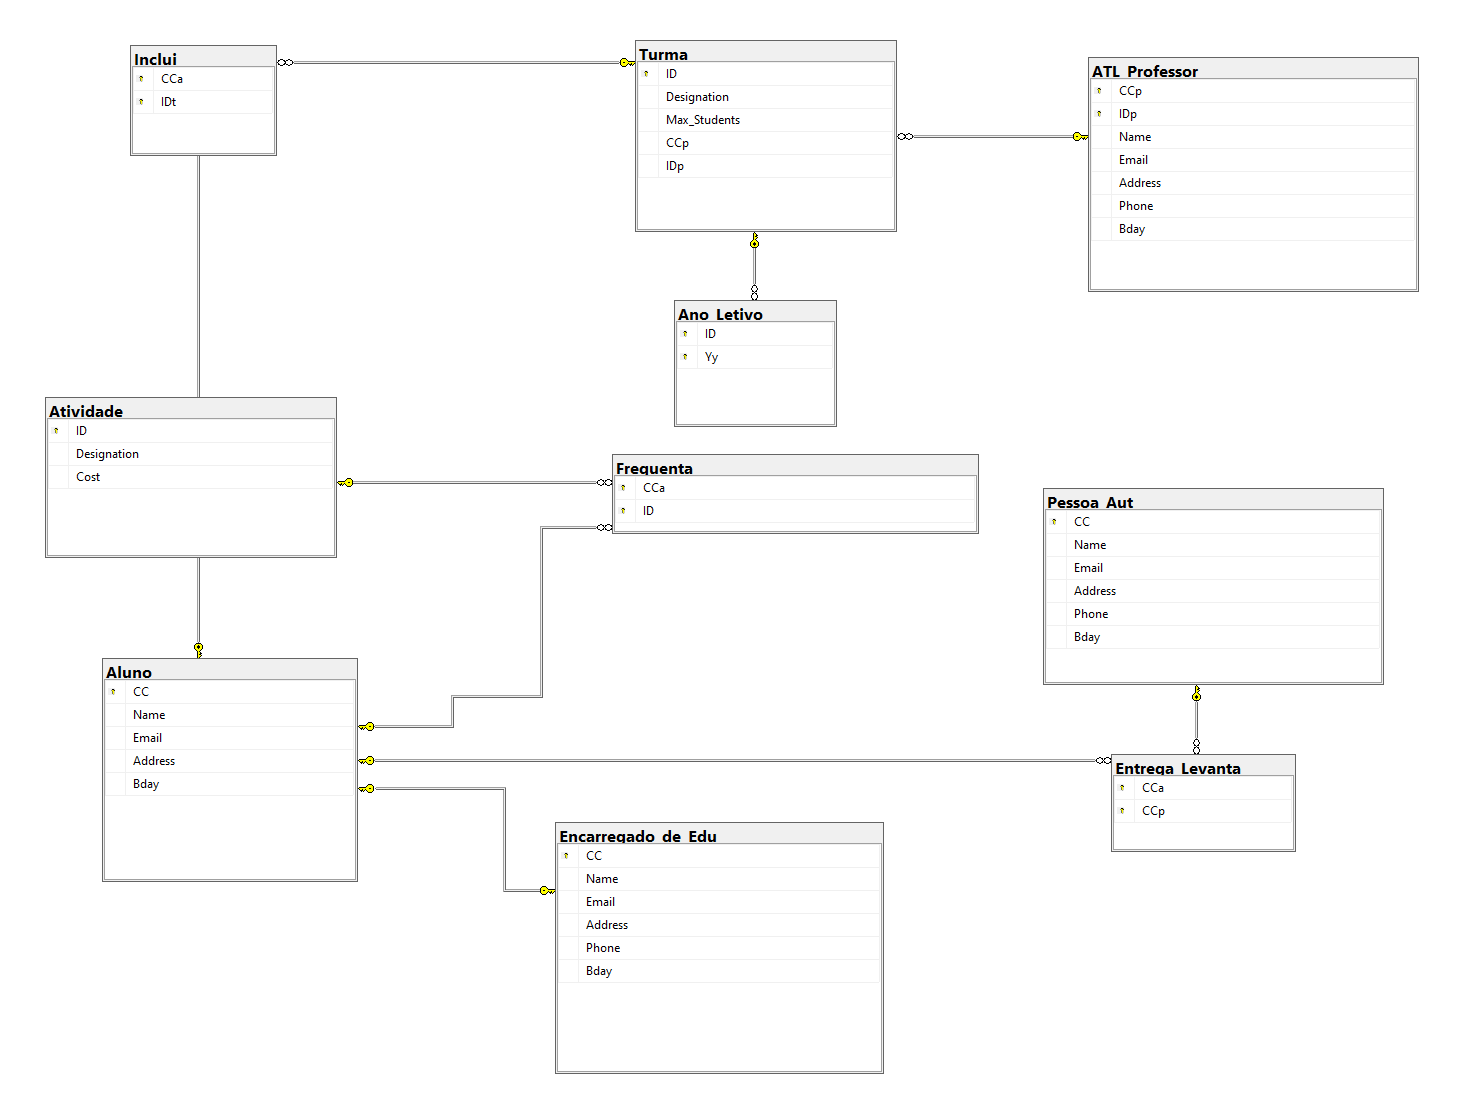 Inclui
CCa
IDt
Turma
ID
Designation
Max_Students
CCp
IDp
ATL_Professor
CCp
IDp
Name
Email
Address
Phone
Bday
Ano_Letivo
ID
Yy
Atividade
ID
Designation
Cost
Frequenta
CCa
ID
Pessoa_Aut
CC
Name
Email
Address
Phone
Bday
Aluno
CC
Name
Email
Address
Bday
Entrega_Levanta
CCa
CCp
Encarregado_de_Edu
CC
Name
Email
Address
Phone
Bday